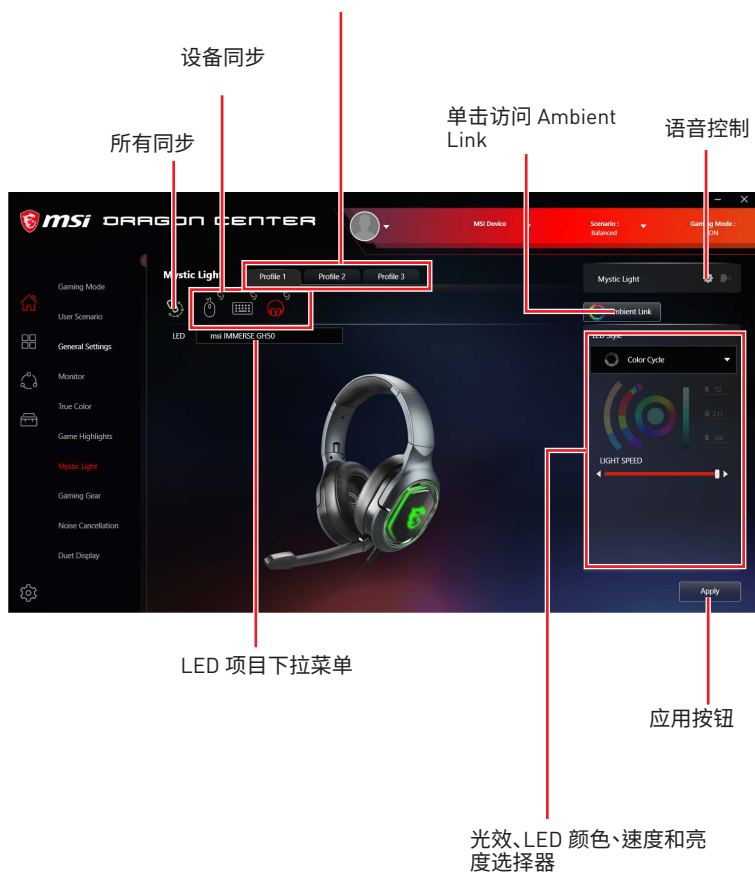 设备同步
所有同步
单击访问 Ambient
Link
语音控制
msi DRAGON CENTER
MSI Device
Scenario :
Balanced
Gaming Mode :
ON
Mystic Light
Profile 1
Profile 2
Profile 3
Mystic Light
Ambient Link
LED
msi IMMERSE GH50
LED Style
Color Cycle
R 72
G 211
B 166
LIGHT SPEED
Gaming Mode
User Scenario
General Settings
Monitor
True Color
Game Highlights
Mystic Light
Gaming Gear
Noise Cancellation
Duet Display
Apply
LED 项目下拉菜单
应用按钮
光效、LED 颜色、速度和亮
度选择器